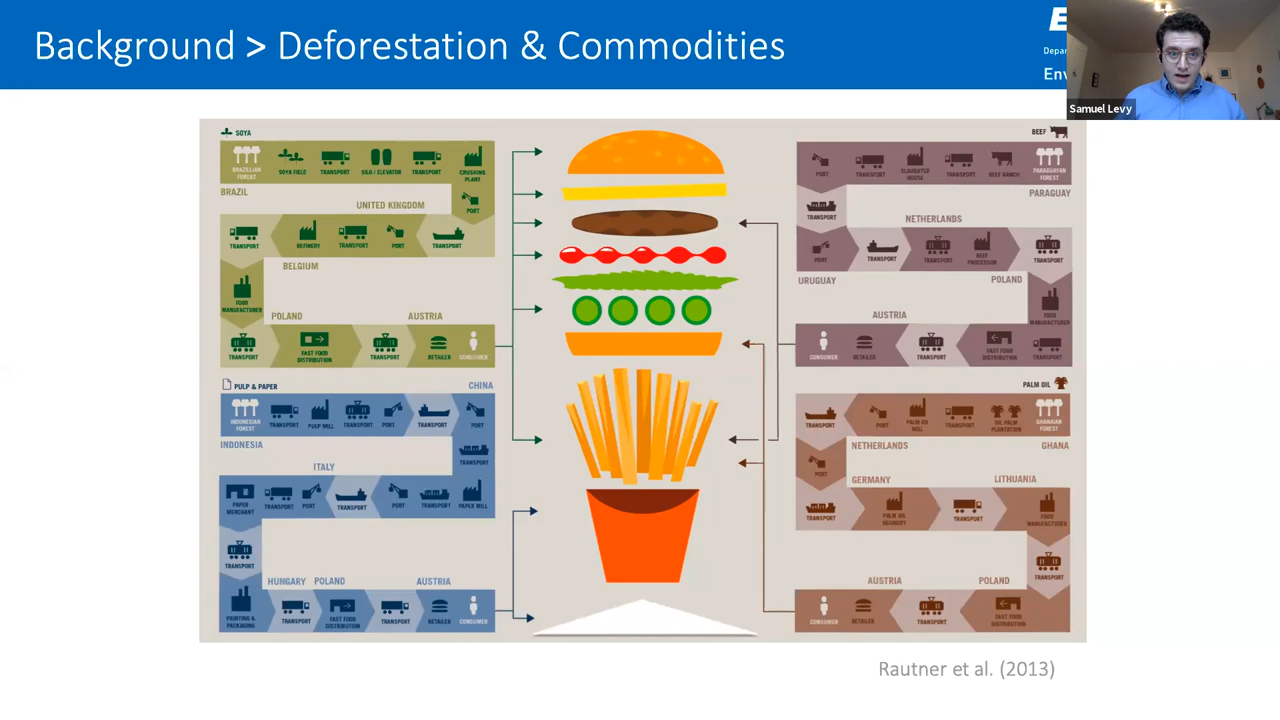 Background > Deforestation & Commodities
E
Depar
Env
Samuel Levy
SOYA
BRAZILIAN FOREST
SOYA FIELD
TRANSPORT
SILO / ELEVATOR
TRANSPORT
CRUSHING PLANT
BRAZIL
UNITED KINGDOM
PORT
TRANSPORT
REFINERY
TRANSPORT
PORT
TRANSPORT
BELGIUM
FOOD MANUFACTURER
POLAND
AUSTRIA
TRANSPORT
FAST FOOD DISTRIBUTION
TRANSPORT
RETAILER
CONSUMER
PULP & PAPER
CHINA
INDONESIAN FOREST
TRANSPORT
PULP MILL
TRANSPORT
PORT
TRANSPORT
PORT
INDONESIA
ITALY
TRANSPORT
PAPER MERCHANT
TRANSPORT
PORT
TRANSPORT
PORT
TRANSPORT
PAPER MILL
TRANSPORT
HUNGARY
POLAND
AUSTRIA
PRINTING & PACKAGING
TRANSPORT
FAST FOOD DISTRIBUTION
TRANSPORT
RETAILER
CONSUMER
BEEF
PORT
TRANSPORT
SLAUGHTER HOUSE
TRANSPORT
BEEF RANCH
PARAGUAYAN FOREST
PARAGUAY
TRANSPORT
NETHERLANDS
PORT
TRANSPORT
TRANSPORT
BEEF PROCESSOR
TRANSPORT
URUGUAY
POLAND
AUSTRIA
FOOD MANUFACTURER
CONSUMER
RETAILER
TRANSPORT
FAST FOOD DISTRIBUTION
TRANSPORT
PALM OIL
TRANSPORT
PORT
PALM OIL MILL
TRANSPORT
OIL PALM PLANTATION
GHANAIAN FOREST
NETHERLANDS
GHANA
PORT
GERMANY
LITHUANIA
TRANSPORT
PALM OIL REFINERY
TRANSPORT
FOOD MANUFACTURER
TRANSPORT
AUSTRIA
POLAND
CONSUMER
RETAILER
TRANSPORT
FAST FOOD DISTRIBUTION
Rautner et al. (2013)